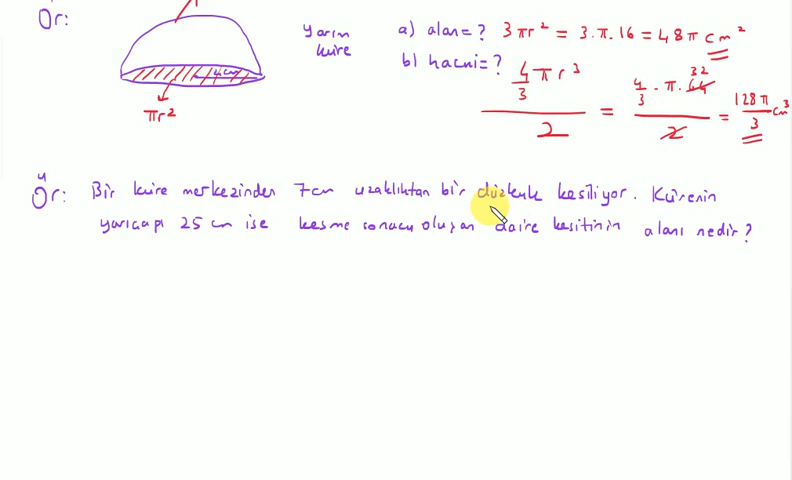 Ör:
Yarım küre
a) alanı=? 3πr² = 3.π.16 = 48π cm²
b) hacmi=? 4/3 πr³ / 2 = 4/3 . π . 64 32 / 2 = 128π/3 cm³
4cm
πr²
Ör: Bir küre merkezinden 7cm uzaklıktan bir düzlemle kesiliyor. Kürenin
yarıçapı 25 cm ise kesme sonucu oluşan daire kesitinin alanı nedir?